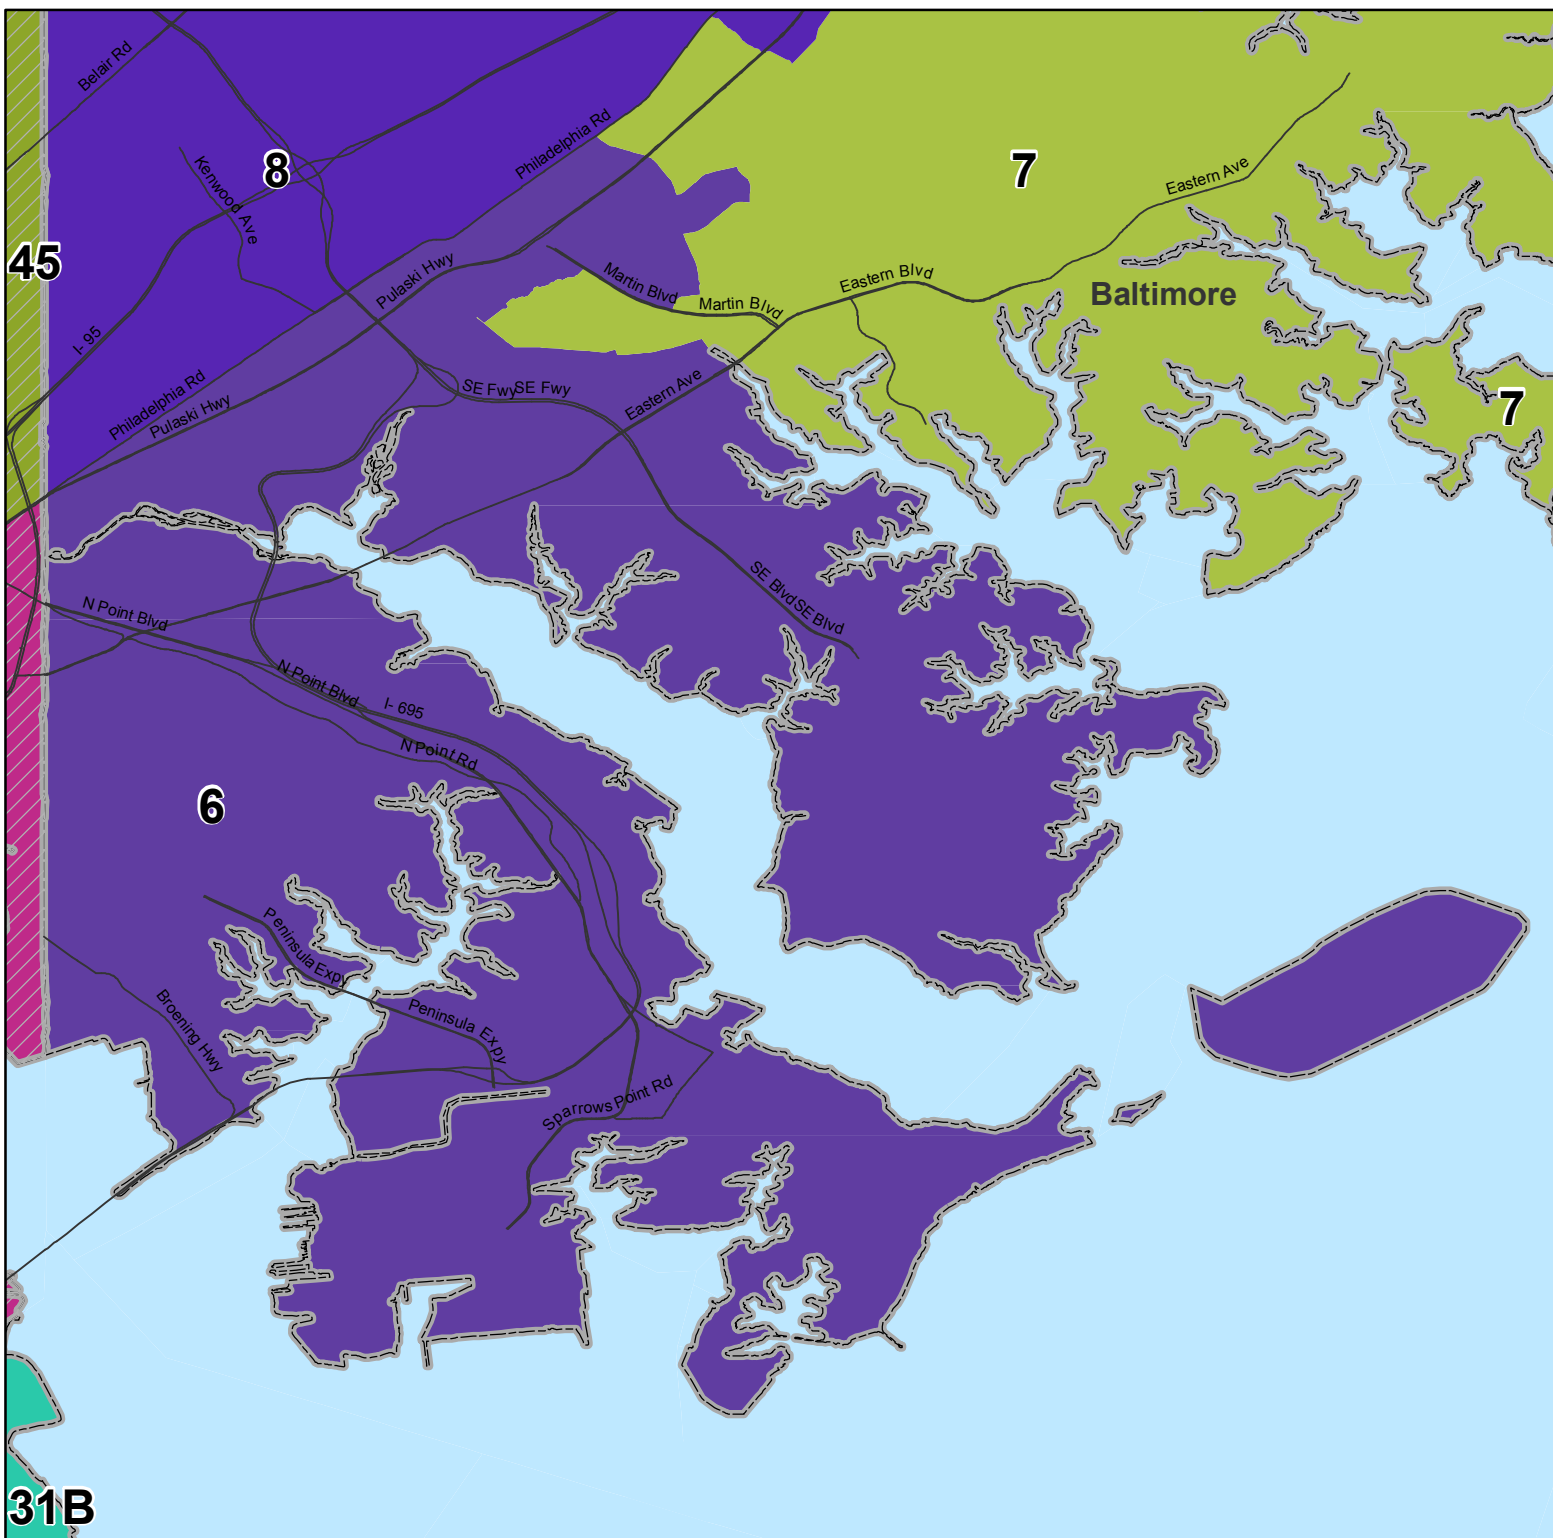 Belair Rd
8
Kenwood Ave
Philadelphia Rd
7
Eastern Ave
45
Pulaski Hwy
Martin Blvd
Martin Blvd
Eastern Blvd
Baltimore
I- 95
Philadelphia Rd
Pulaski Hwy
SE Fwy
SE Fwy
Eastern Ave
7
N Point Blvd
SE Blvd
SE Blvd
N Point Blvd
I- 695
N Point Rd
6
Peninsula Expy
Broening Hwy
Peninsula Expy
Sparrows Point Rd
31B